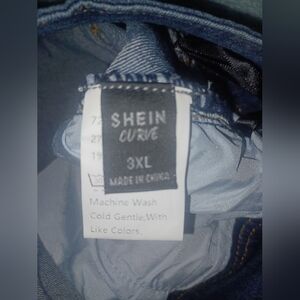 SHEIN
CURVE
3XL
MADE IN CHINA
Machine Wash
Cold Gentle,With
Like Colors,